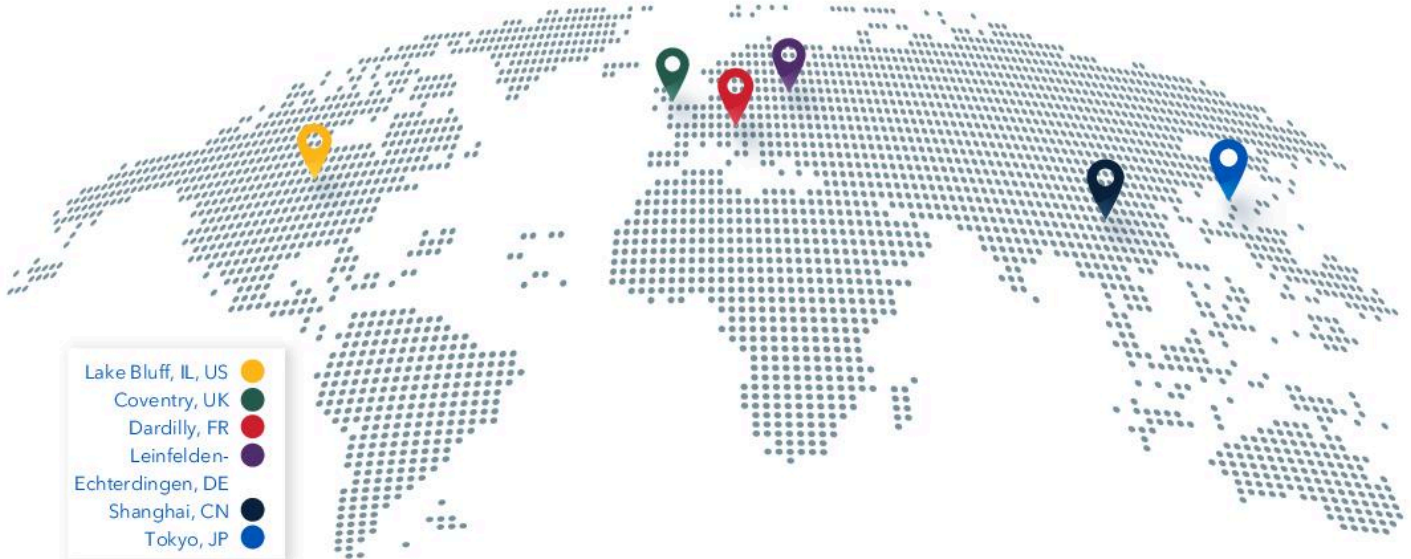 Lake Bluff, IL, US
Coventry, UK
Dardilly, FR
Leinfelden-
Echterdingen, DE
Shanghai, CN
Tokyo, JP